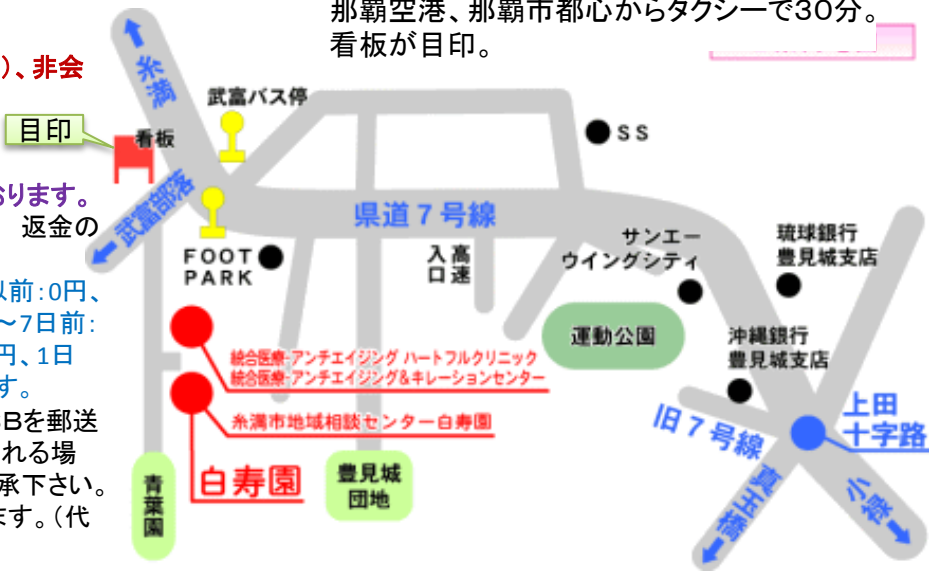 那覇空港、那覇市都心からタクシーで30分。
看板が目印。
）、非会
目印
おります。
返金の
以前：0円、
～7日前：
円、1日
す。
Bを郵送
れる場
承下さい。
ます。（代
糸満
武富バス停
看板
武富部落
SS
県道７号線
FOOT
PARK
高速
入口
サンエー
ウイングシティ
琉球銀行
豊見城支店
運動公園
沖縄銀行
豊見城支店
統合医療・アンチエイジング ハートフルクリニック
統合医療・アンチエイジング&キレーションセンター
糸満市地域相談センター白寿園
白寿園
青葉園
豊見城
団地
旧７号線
上田
十字路
真玉橋
小禄